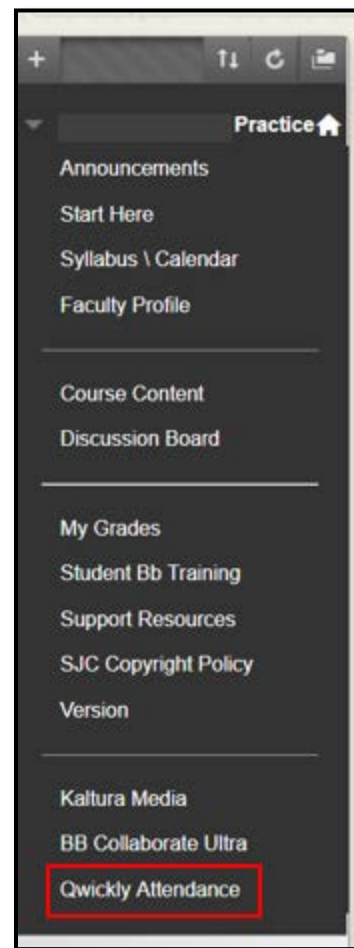 Practice
Announcements
Start Here
Syllabus \ Calendar
Faculty Profile
Course Content
Discussion Board
My Grades
Student Bb Training
Support Resources
SJC Copyright Policy
Version
Kaltura Media
BB Collaborate Ultra
Qwickly Attendance